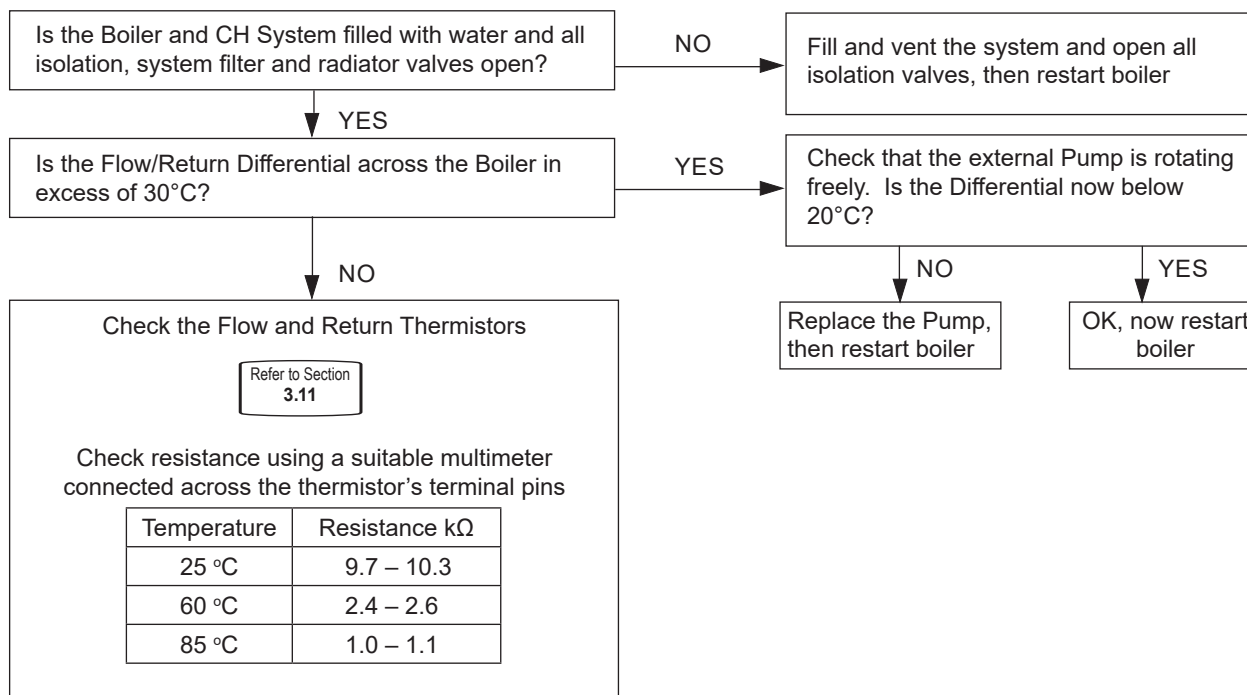 Is the Boiler and CH System filled with water and all
isolation, system filter and radiator valves open?
NO
Fill and vent the system and open all
isolation valves, then restart boiler
YES
Is the Flow/Return Differential across the Boiler in
excess of 30°C?
YES
Check that the external Pump is rotating
freely.  Is the Differential now below
20°C?
NO
NO
YES
Replace the Pump,
then restart boiler
OK, now restart
boiler
Check the Flow and Return Thermistors
Refer to Section
3.11
Check resistance using a suitable multimeter
connected across the thermistor's terminal pins
Temperature Resistance kΩ
25 °C 9.7 – 10.3
60 °C 2.4 – 2.6
85 °C 1.0 – 1.1